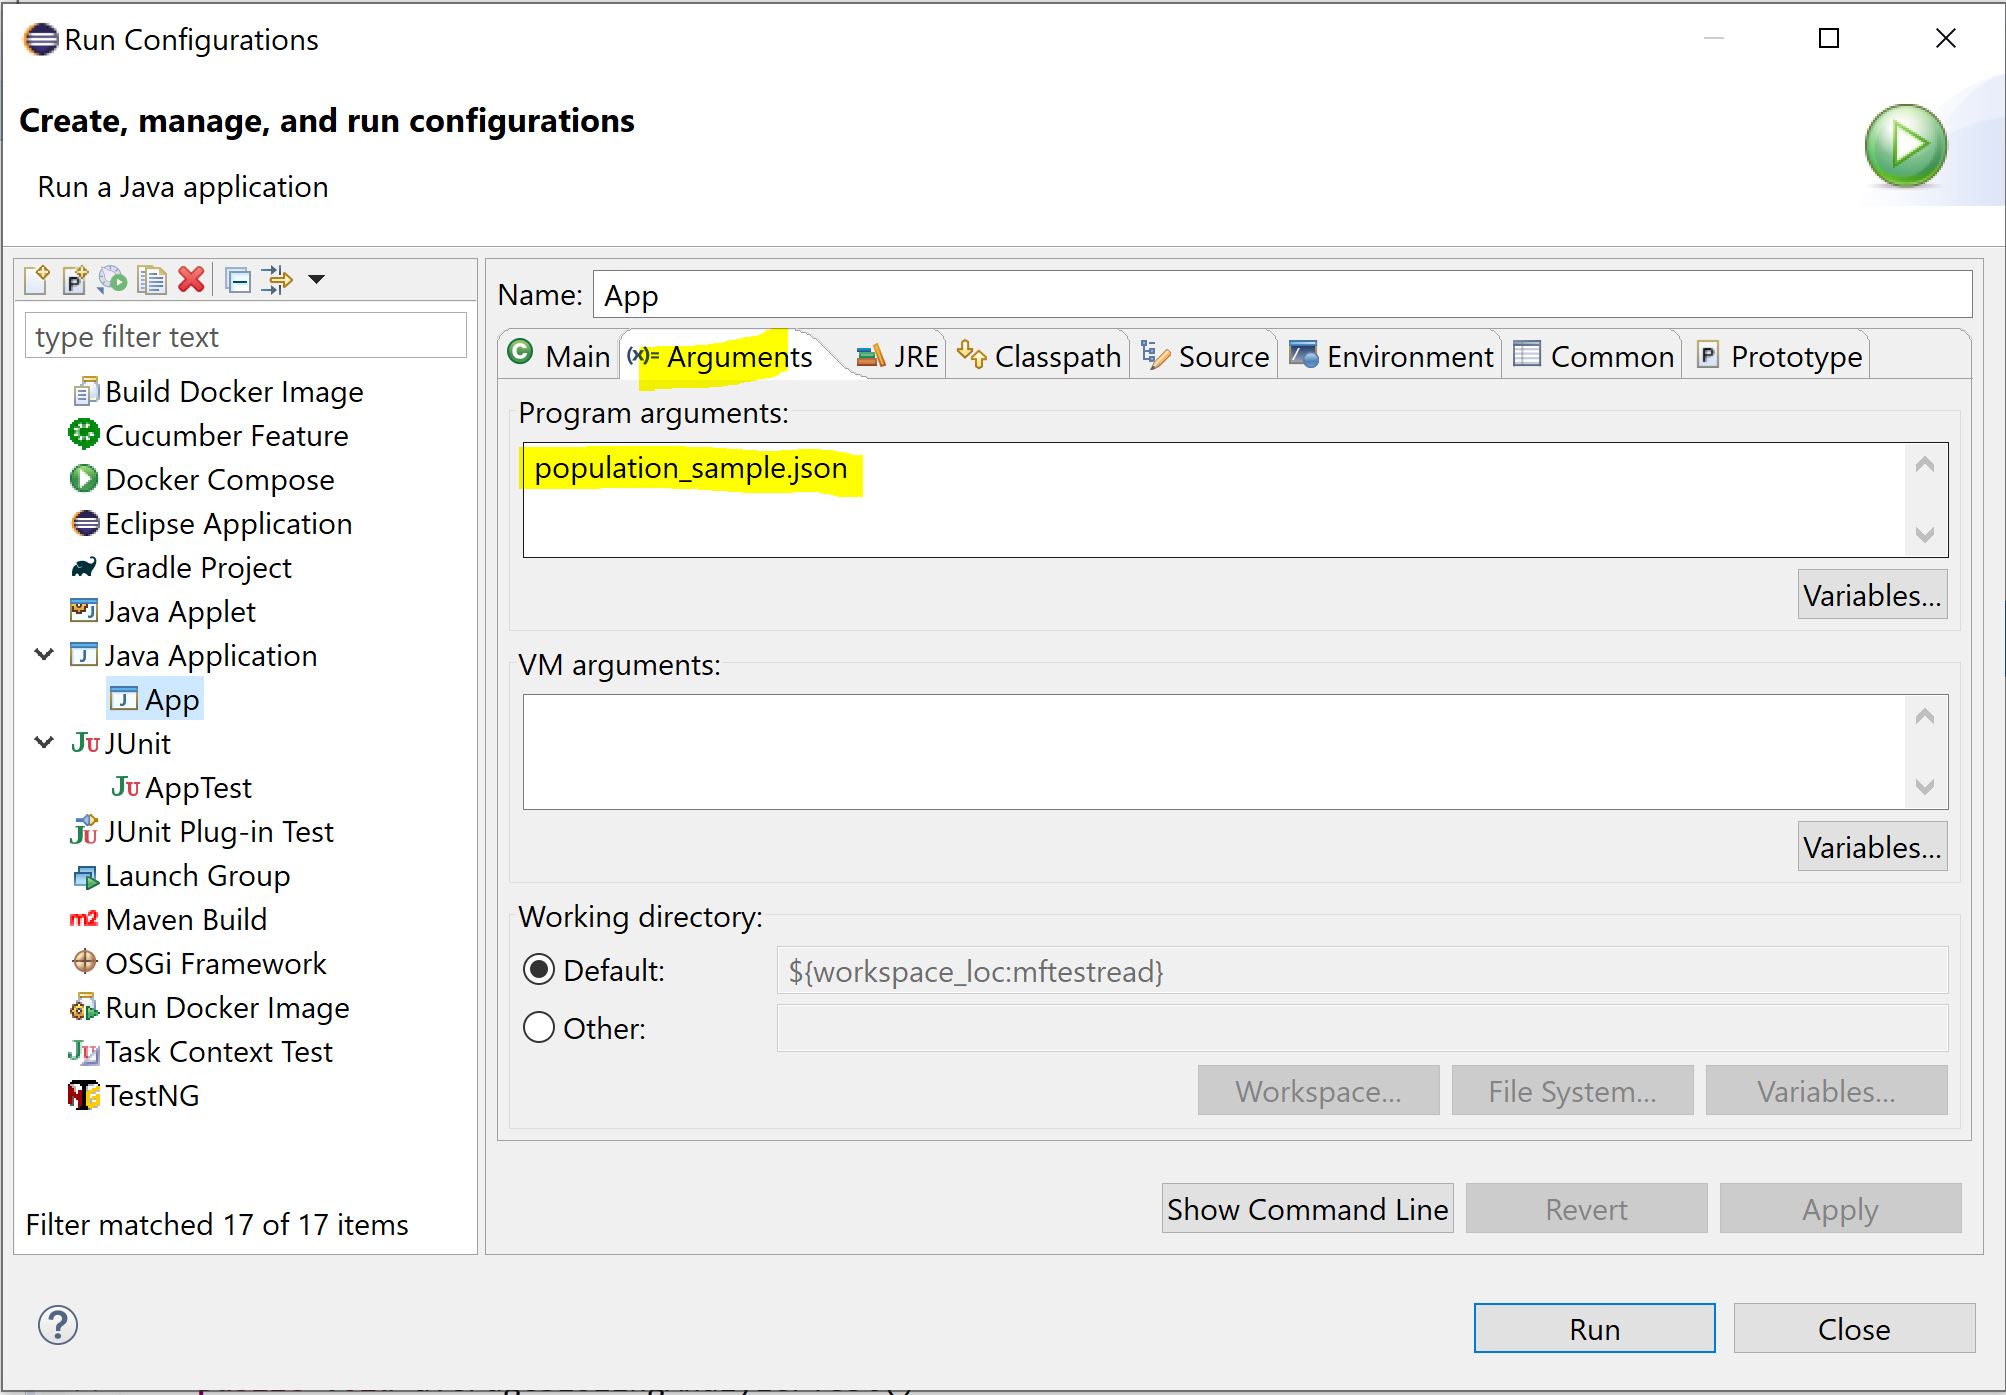 Run Configurations
Create, manage, and run configurations
Run a Java application
type filter text
Build Docker Image
Cucumber Feature
Docker Compose
Eclipse Application
Gradle Project
Java Applet
Java Application
App
JUnit
AppTest
JUnit Plug-in Test
Launch Group
Maven Build
OSGi Framework
Run Docker Image
Task Context Test
TestNG
Filter matched 17 of 17 items
Name: App
Main (x)= Arguments JRE Classpath Source Environment Common Prototype
Program arguments:
population_sample.json
Variables...
VM arguments:
Variables...
Working directory:
Default: ${workspace_loc:mftestread}
Other:
Workspace... File System... Variables...
Show Command Line Revert Apply
Run Close